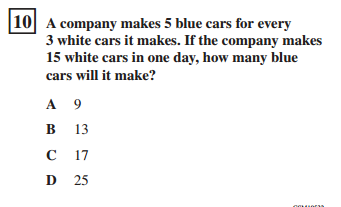 10 A company makes 5 blue cars for every
3 white cars it makes. If the company makes
15 white cars in one day, how many blue
cars will it make?
A 9
B 13
C 17
D 25